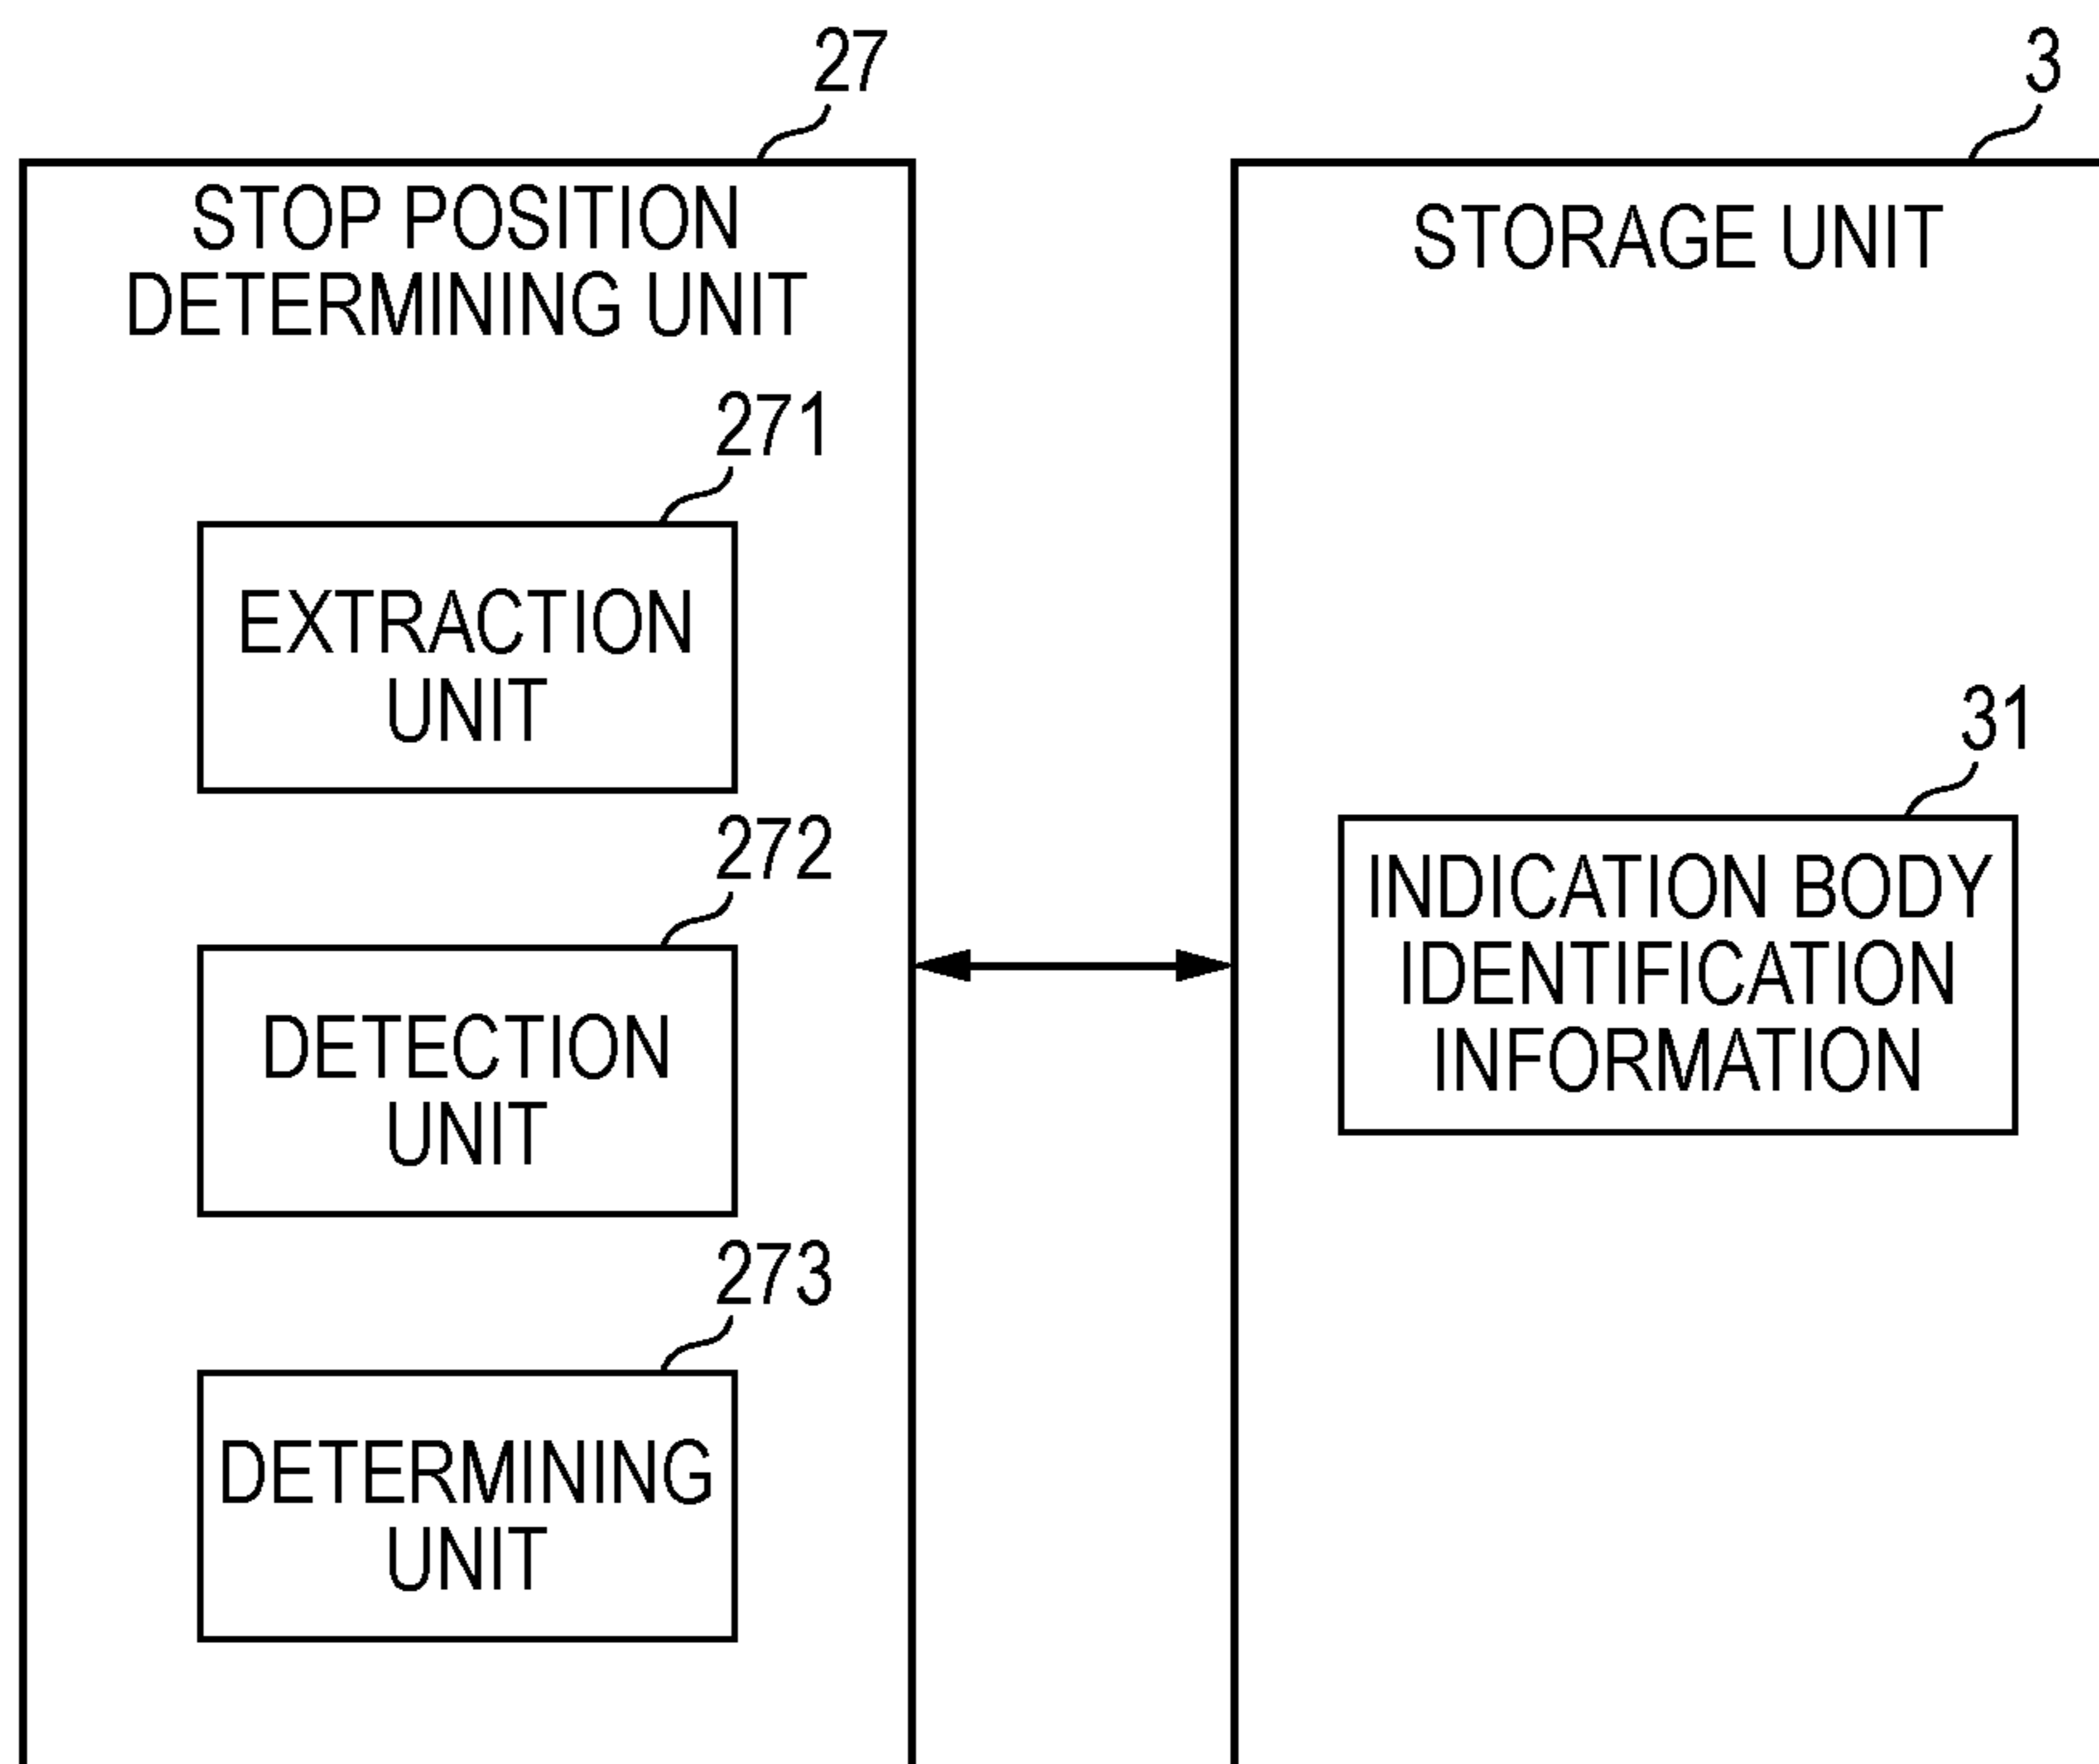 27
STOP POSITION
DETERMINING UNIT
271
EXTRACTION
UNIT
272
DETECTION
UNIT
273
DETERMINING
UNIT
3
STORAGE UNIT
31
INDICATION BODY
IDENTIFICATION
INFORMATION